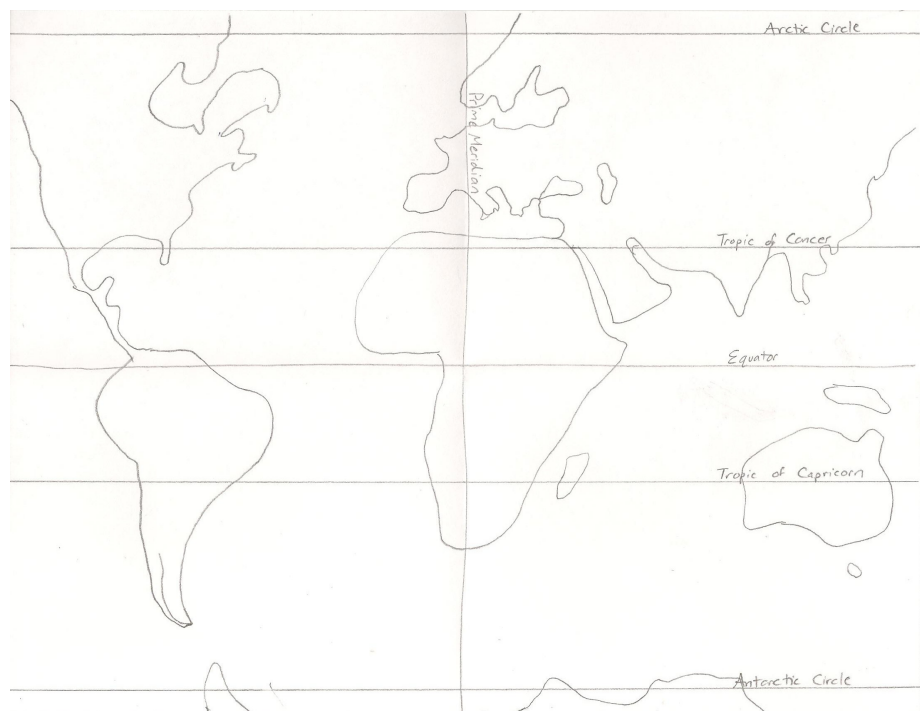 Arctic Circle
Prime Meridian
Tropic of Cancer
Equator
Tropic of Capricorn
Antarctic Circle